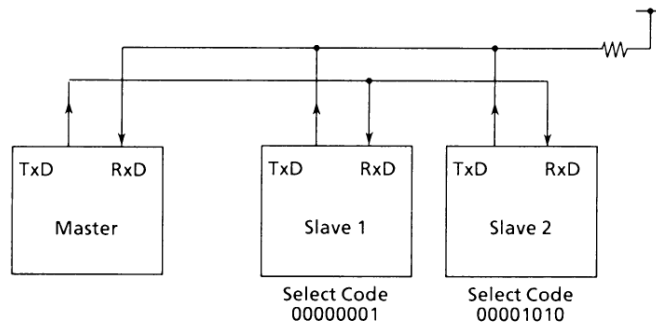 TxD RxD TxD RxD TxD RxD
Master Slave 1 Slave 2
Select Code Select Code
00000001 00001010